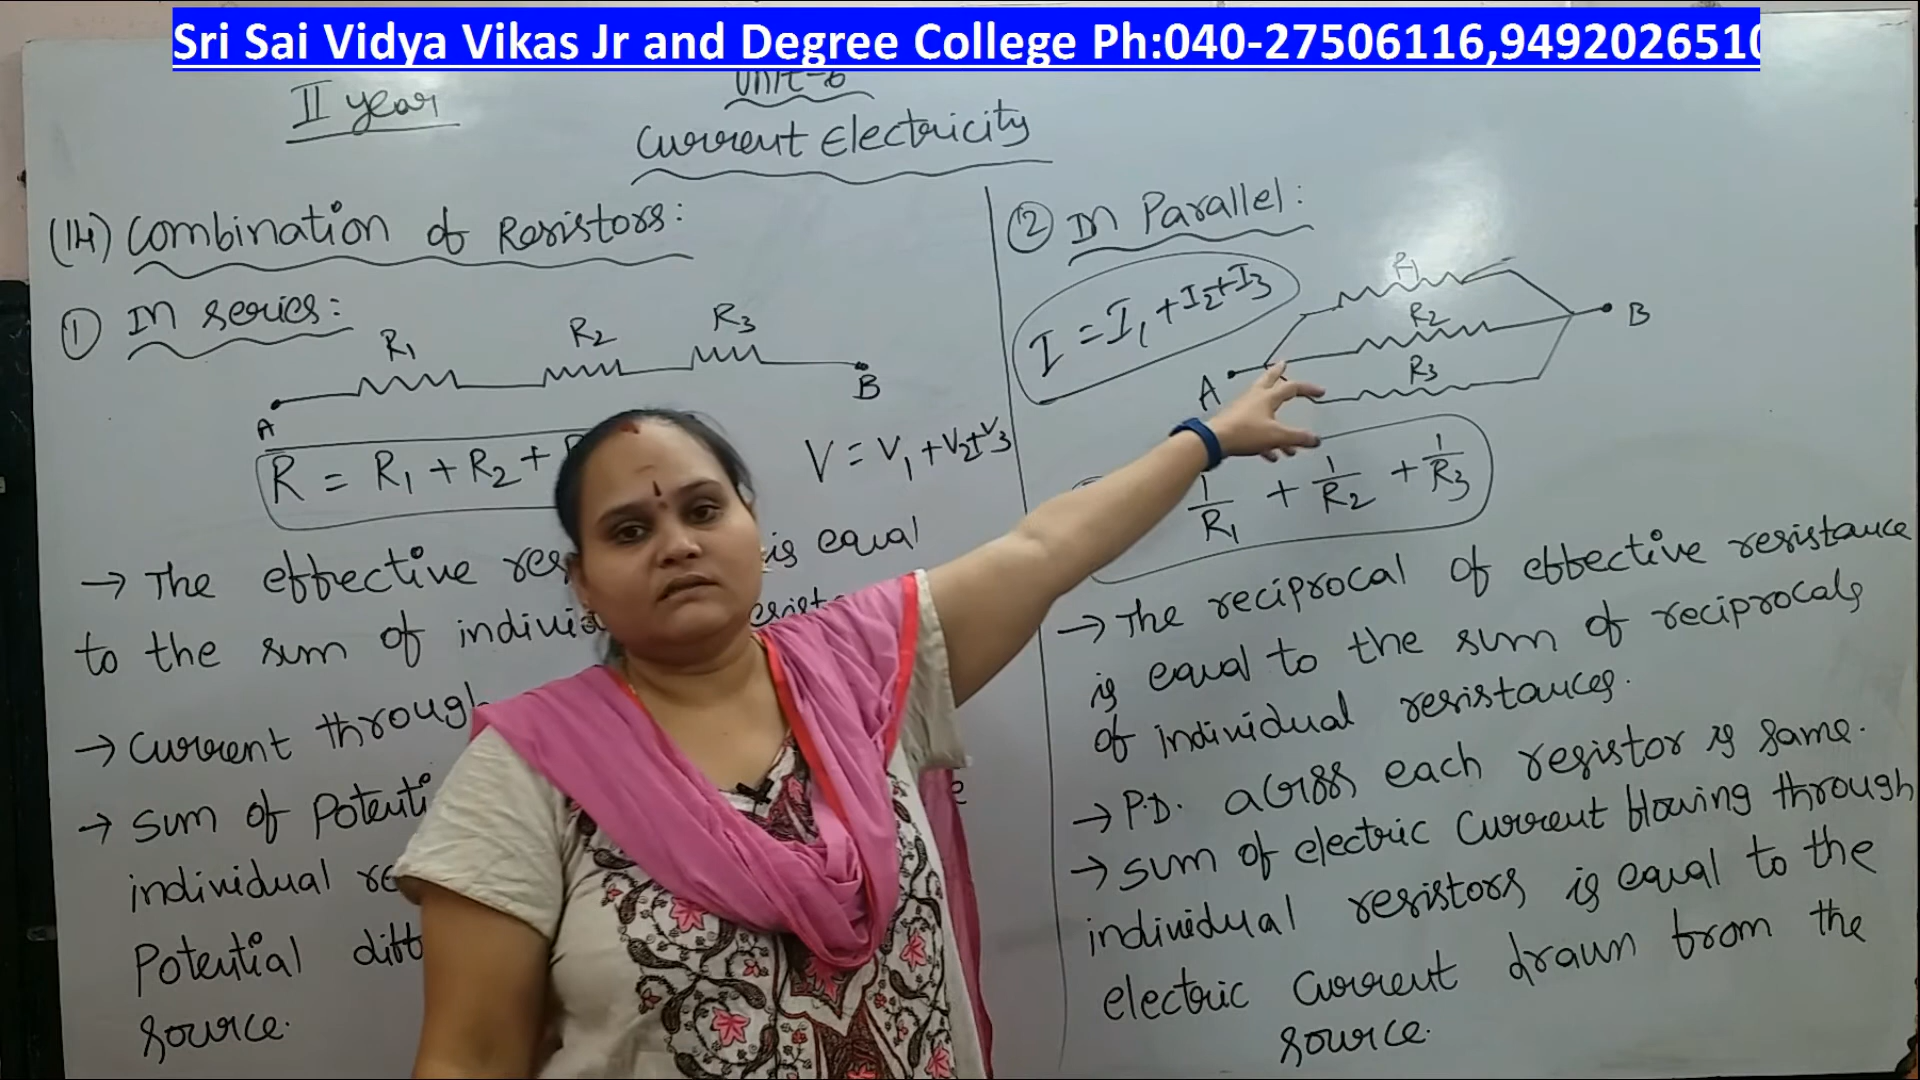 Sri Sai Vidya Vikas Jr and Degree College Ph:040-27506116,9492026510
II year
Unit-6
Current Electricity
(14) Combination of Resistors:
① In series:
R₁ R₂ R₃
A B
R = R₁ + R₂ +
V = V₁ + V₂ + V₃
→ The effective is equal
to the sum of
→ Current through
→ Sum of
individual
Potential
source.
② In Parallel:
I = I₁ + I₂ + I₃
R₁
R₂
R₃
A B
1/R₁ + 1/R₂ + 1/R₃
→ The reciprocal of effective resistance
is equal to the sum of reciprocals
of individual resistances.
→ P.D. across each resistor is same.
→ Sum of electric current flowing through
individual resistors is equal to the
electric current drawn from the
source.